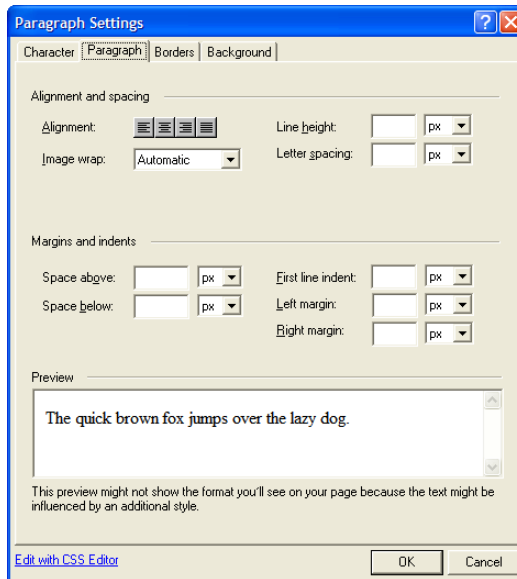 Paragraph Settings
Character Paragraph Borders Background
Alignment and spacing
Alignment: Line height: px
Image wrap: Automatic Letter spacing: px
Margins and indents
Space above: px First line indent: px
Space below: px Left margin: px
Right margin: px
Preview
The quick brown fox jumps over the lazy dog.
This preview might not show the format you'll see on your page because the text might be
influenced by an additional style.
Edit with CSS Editor OK Cancel